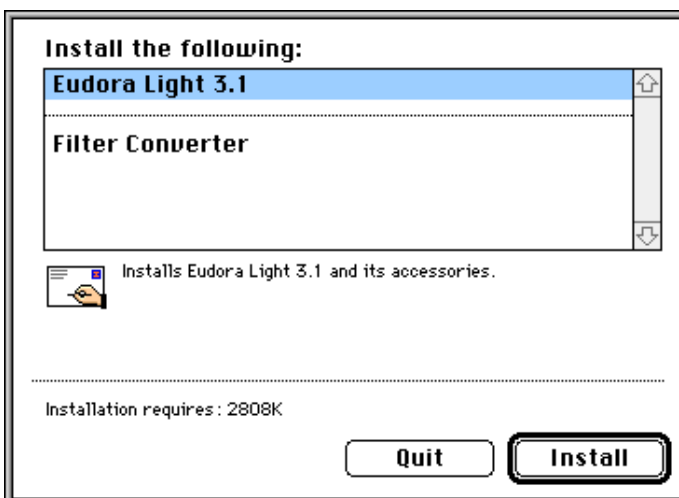 Install the following:
Eudora Light 3.1
Filter Converter
Installs Eudora Light 3.1 and its accessories.
Installation requires: 2808K
Quit
Install